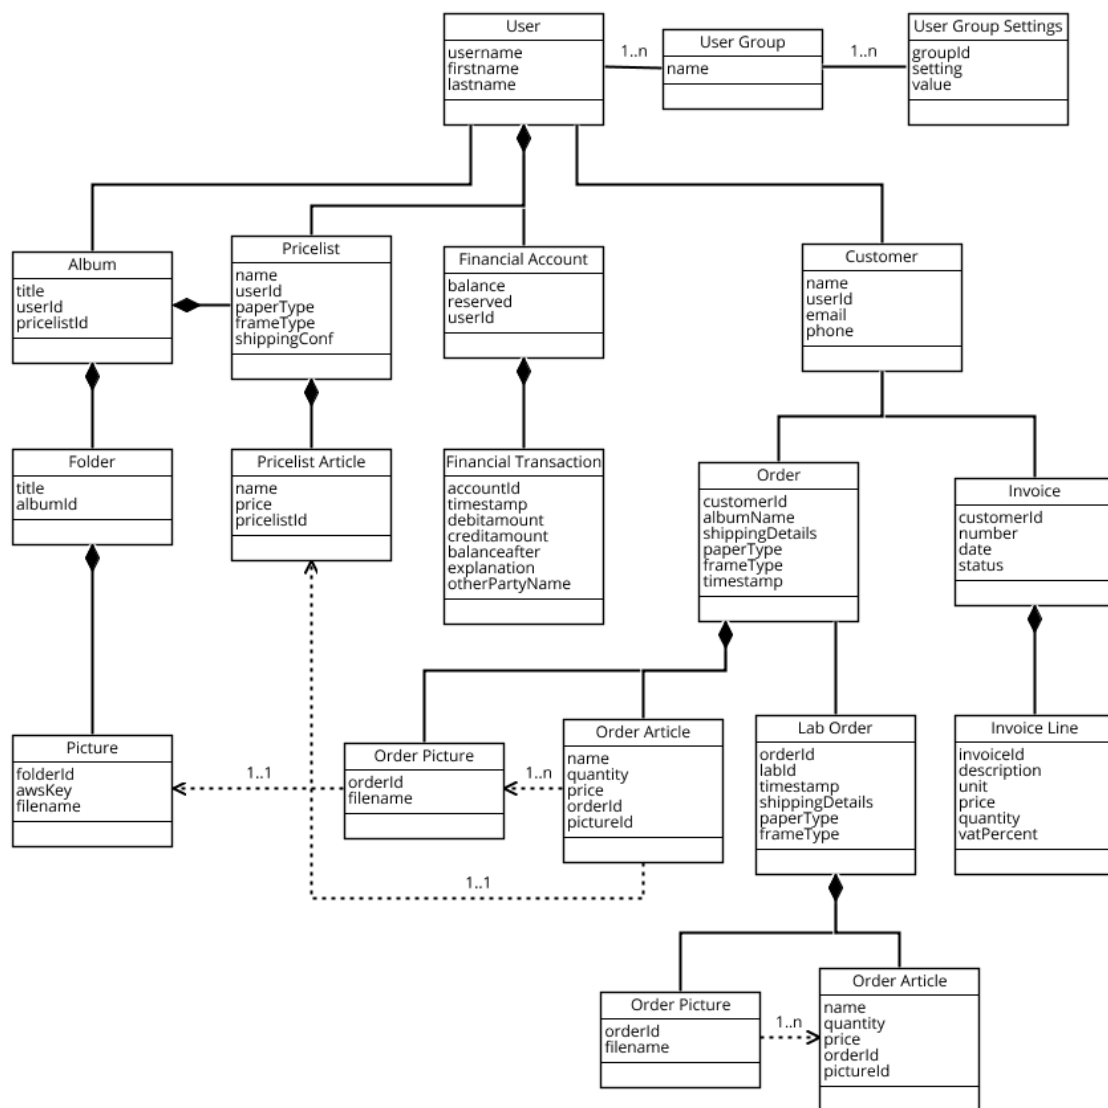 User
username
firstname
lastname
1..n
User Group
name
1..n
User Group Settings
groupId
setting
value
Album
title
userId
pricelistId
Pricelist
name
userId
paperType
frameType
shippingConf
Financial Account
balance
reserved
userId
Customer
name
userId
email
phone
Folder
title
albumId
Pricelist Article
name
price
pricelistId
Financial Transaction
accountId
timestamp
debitamount
creditamount
balanceafter
explanation
otherPartyName
Order
customerId
albumName
shippingDetails
paperType
frameType
timestamp
Invoice
customerId
number
date
status
Picture
folderId
awsKey
filename
1..1
Order Picture
orderId
filename
1..n
Order Article
name
quantity
price
orderId
pictureId
1..1
Lab Order
orderId
labId
timestamp
shippingDetails
paperType
frameType
Invoice Line
invoiceId
description
unit
price
quantity
vatPercent
Order Picture
orderId
filename
1..n
Order Article
name
quantity
price
orderId
pictureId